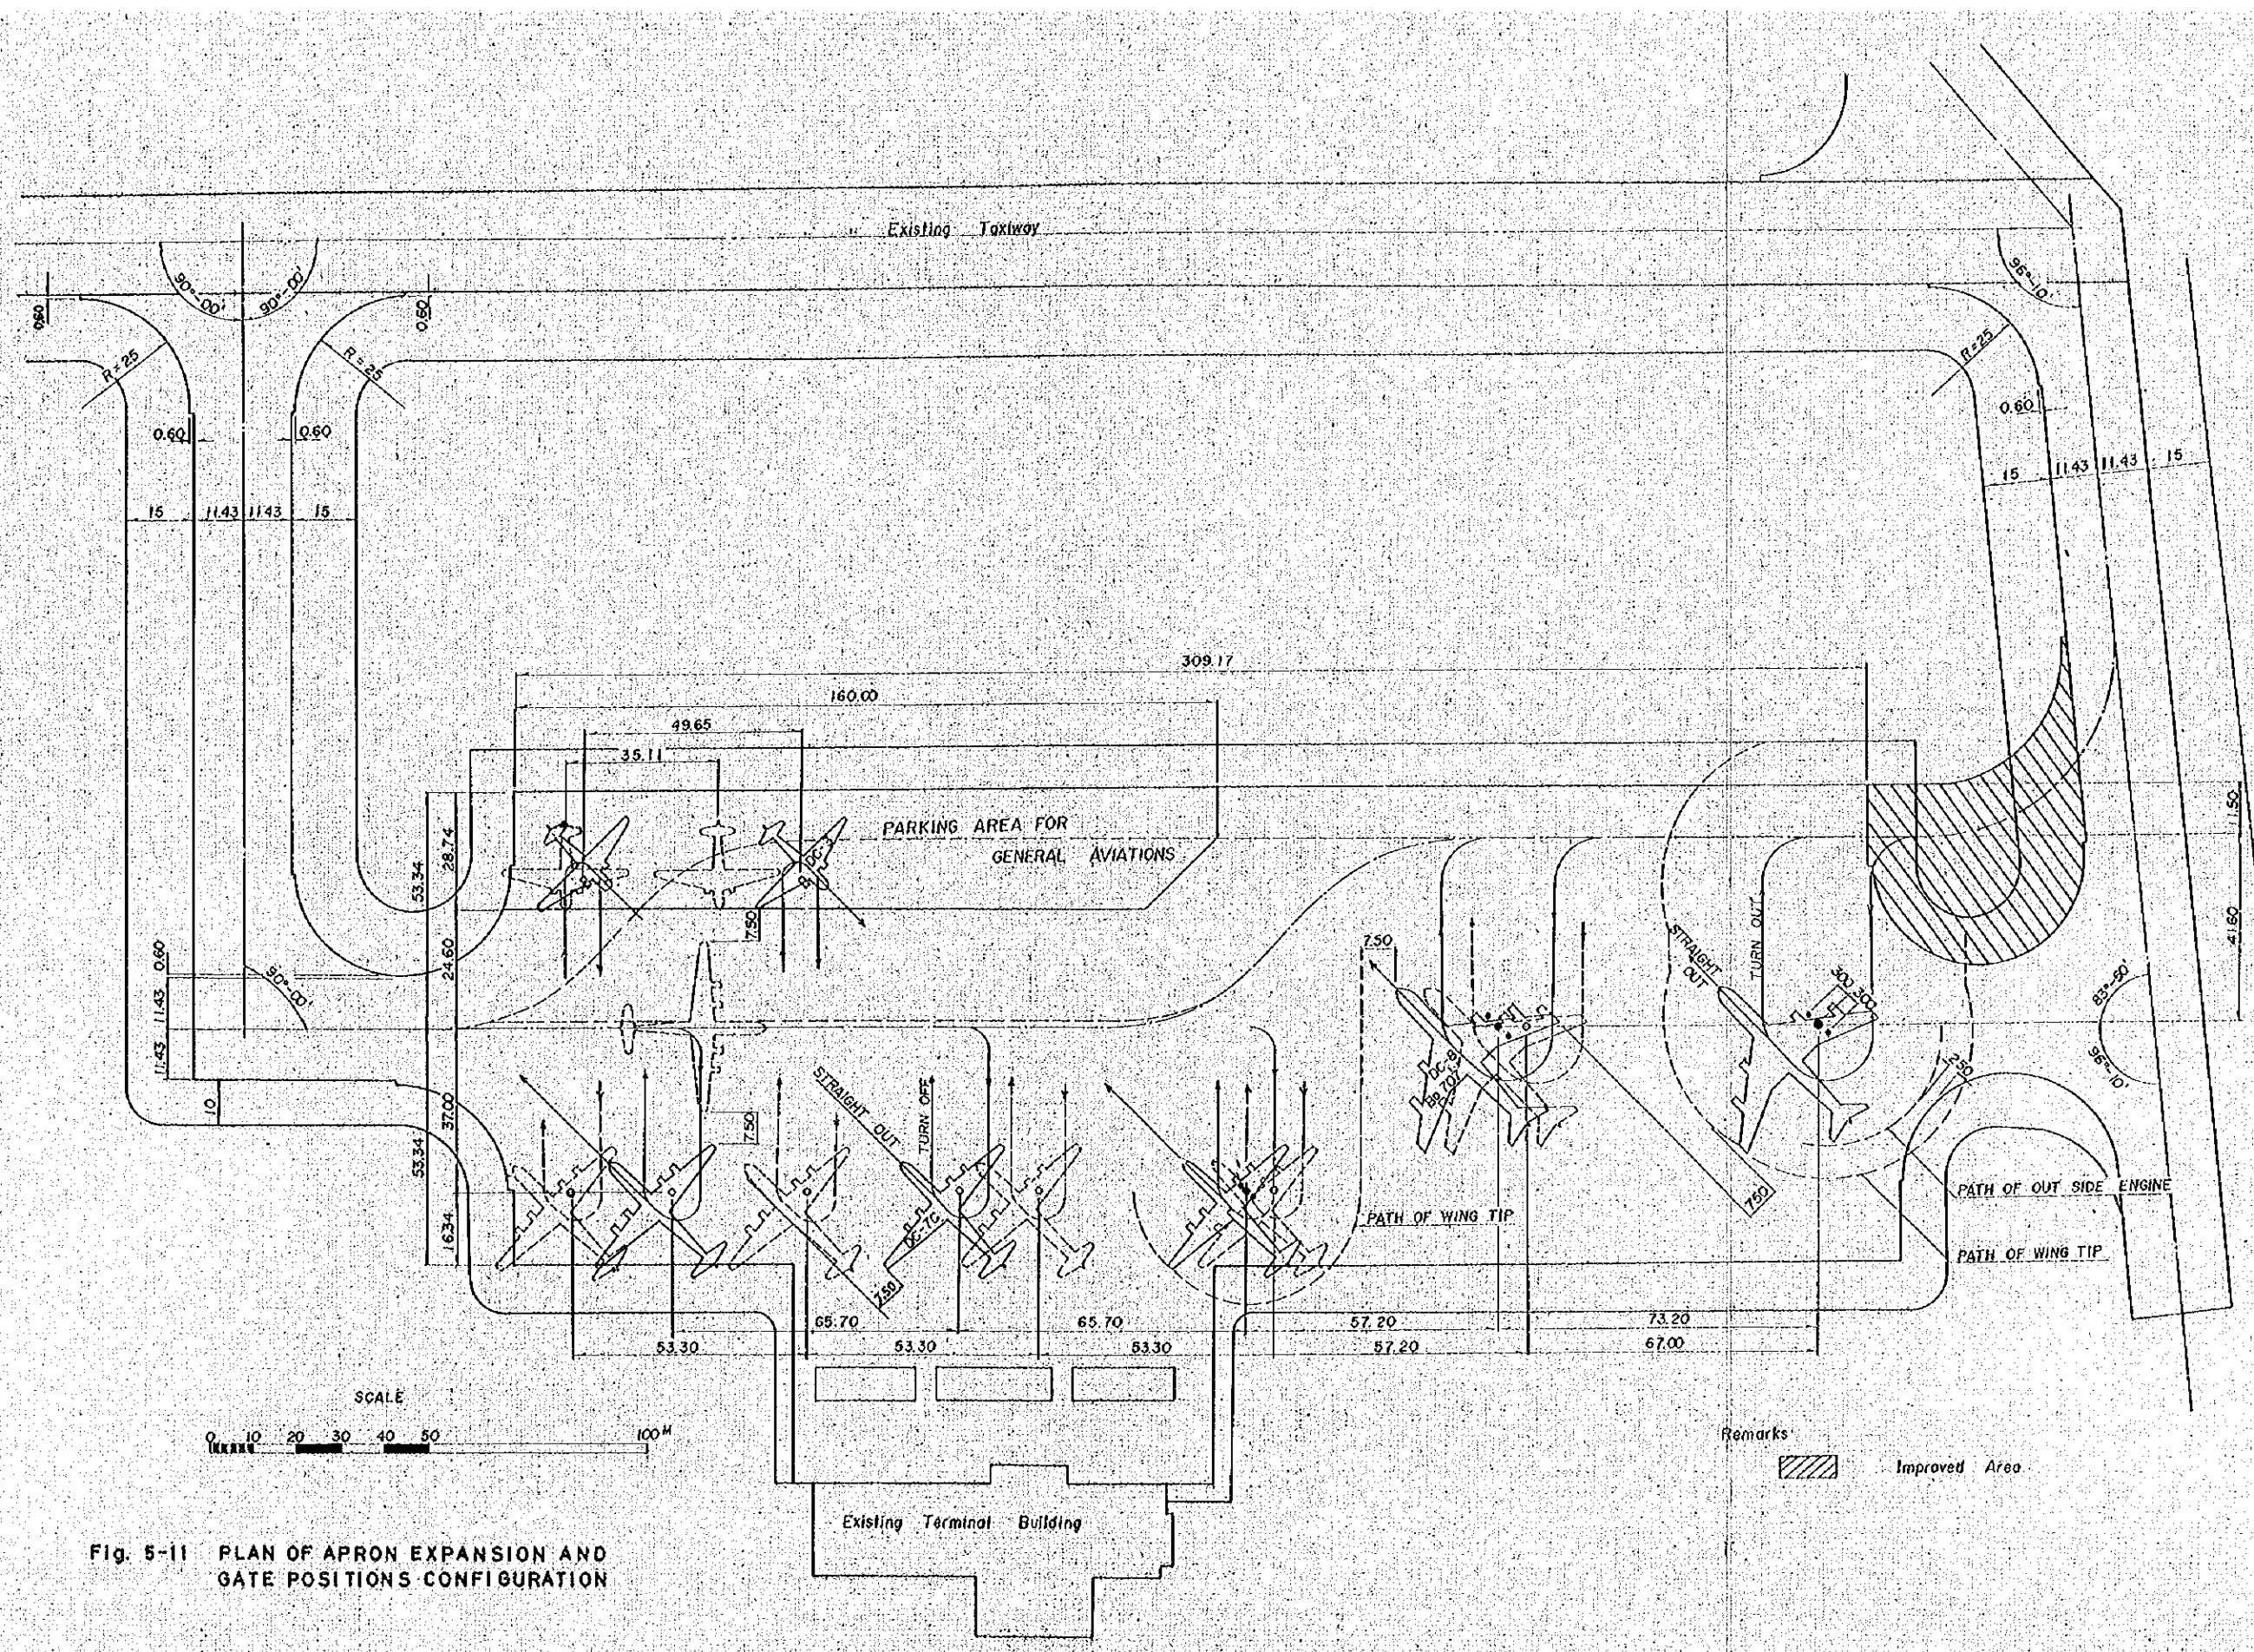 Existing Taxiway
90°-00'
90°-00'
96°-10'
0.60
0.60
R=25
R=25
R=25
0.60
0.60
0.60
15
11.43
11.43
15
15
11.43
11.43
15
309.17
160.00
49.65
35.11
PARKING AREA FOR
GENERAL AVIATIONS
DC-3
53.34
28.74
24.60
7.50
11.50
41.60
0.60
11.43
11.43
90°-00'
10
7.50
STRAIGHT
OUT
TURN OUT
300
300
83°-50'
96°-10'
250
DC-8
Bo 707
53.34
37.00
16.34
7.50
STRAIGHT OUT
TURN OFF
DC-7C
7.50
7.50
PATH OF WING TIP
PATH OF OUT SIDE ENGINE
PATH OF WING TIP
65.70
65.70
57.20
73.20
53.30
53.30
53.30
57.20
67.00
SCALE
0 10 20 30 40 50 100 M
Remarks
Improved Area
Existing Terminal Building
Fig. 5-11 PLAN OF APRON EXPANSION AND
GATE POSITIONS CONFIGURATION